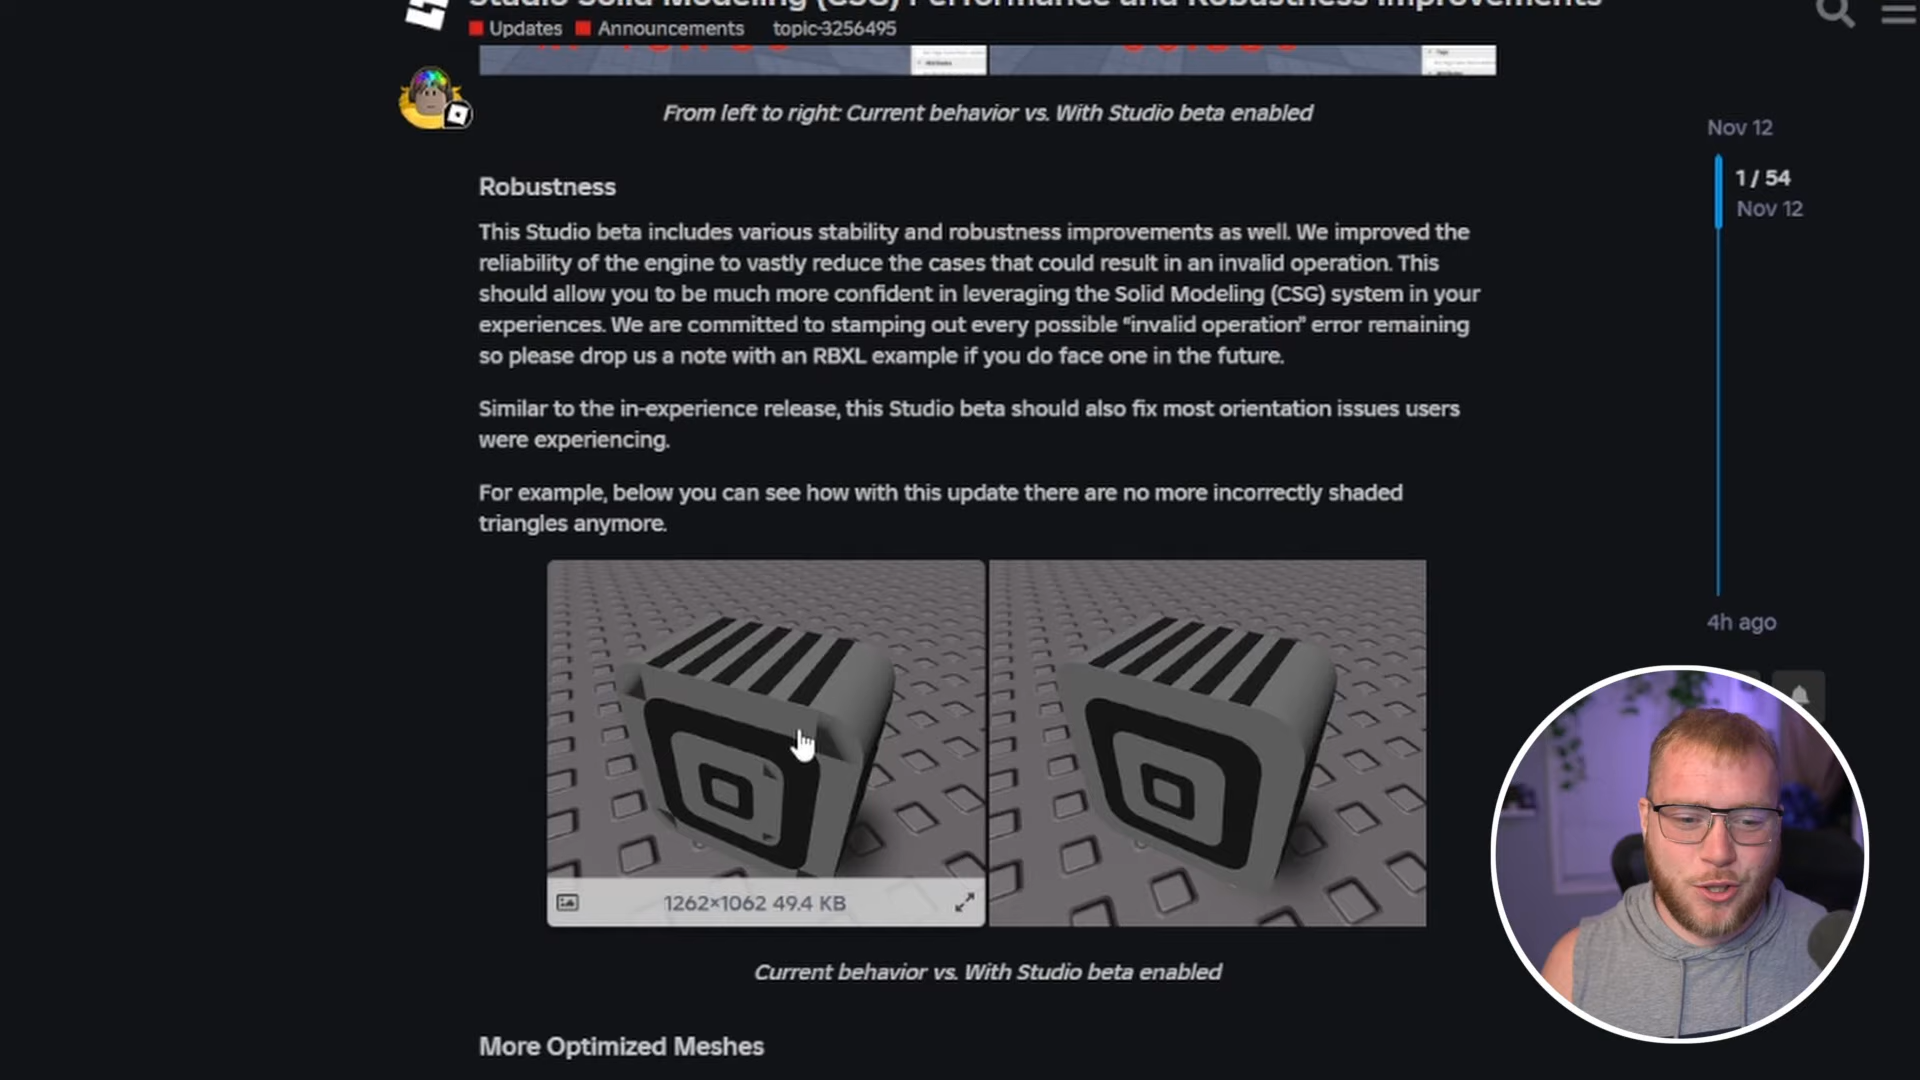 Studio Solid Modeling (CSG) Performance and Robustness Improvements
Updates Announcements topic-3256495
From left to right: Current behavior vs. With Studio beta enabled
Nov 12
1 / 54
Nov 12
Robustness
This Studio beta includes various stability and robustness improvements as well. We improved the
reliability of the engine to vastly reduce the cases that could result in an invalid operation. This
should allow you to be much more confident in leveraging the Solid Modeling (CSG) system in your
experiences. We are committed to stamping out every possible "invalid operation" error remaining
so please drop us a note with an RBXL example if you do face one in the future.
Similar to the in-experience release, this Studio beta should also fix most orientation issues users
were experiencing.
For example, below you can see how with this update there are no more incorrectly shaded
triangles anymore.
4h ago
1262×1062 49.4 KB
Current behavior vs. With Studio beta enabled
More Optimized Meshes